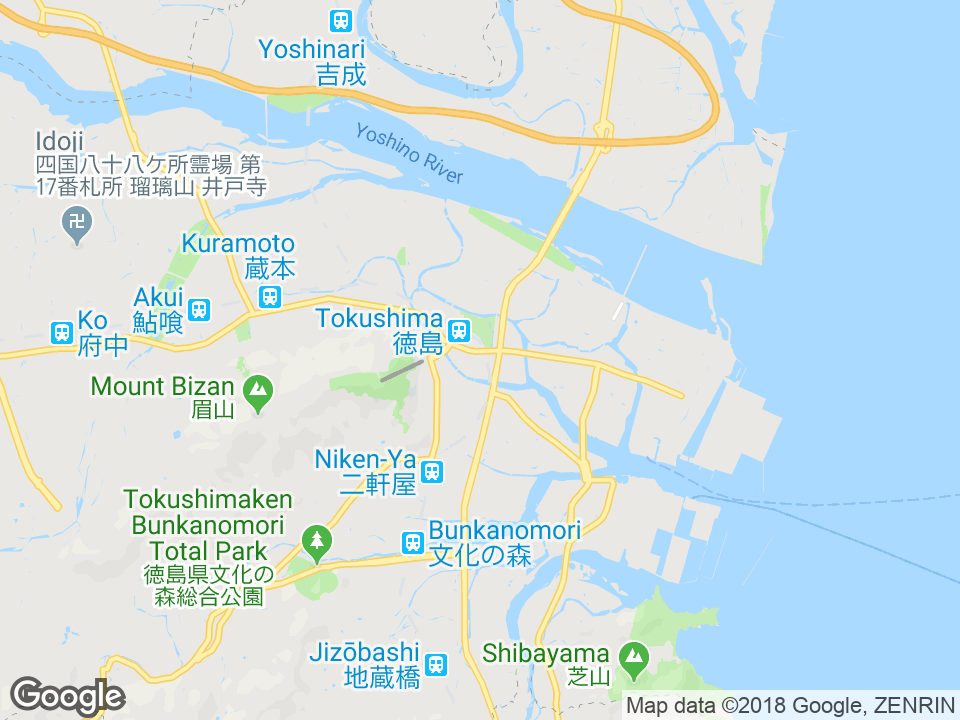 Yoshinari
吉成
Yoshino River
Idoji
四国八十八ケ所霊場 第
17番札所 瑠璃山 井戸寺
Kuramoto
蔵本
Akui
鮎喰
Ko
府中
Tokushima
徳島
Mount Bizan
眉山
Niken-Ya
二軒屋
Tokushimaken
Bunkanomori
Total Park
徳島県文化の
森総合公園
Bunkanomori
文化の森
Jizōbashi
地蔵橋
Shibayama
芝山
Google
Map data ©2018 Google, ZENRIN